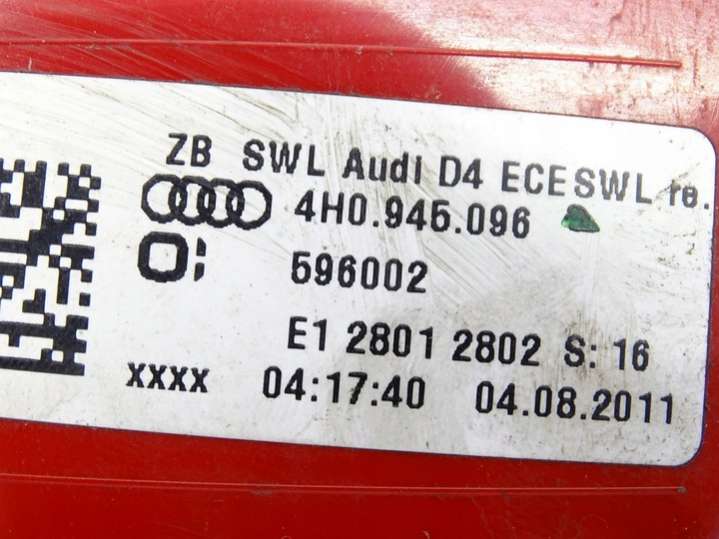 ZB SWL Audi D4 ECESWL re.
4H0.945.096
596002
E1 2801 2802 S: 16
XXXX 04:17:40 04.08.2011